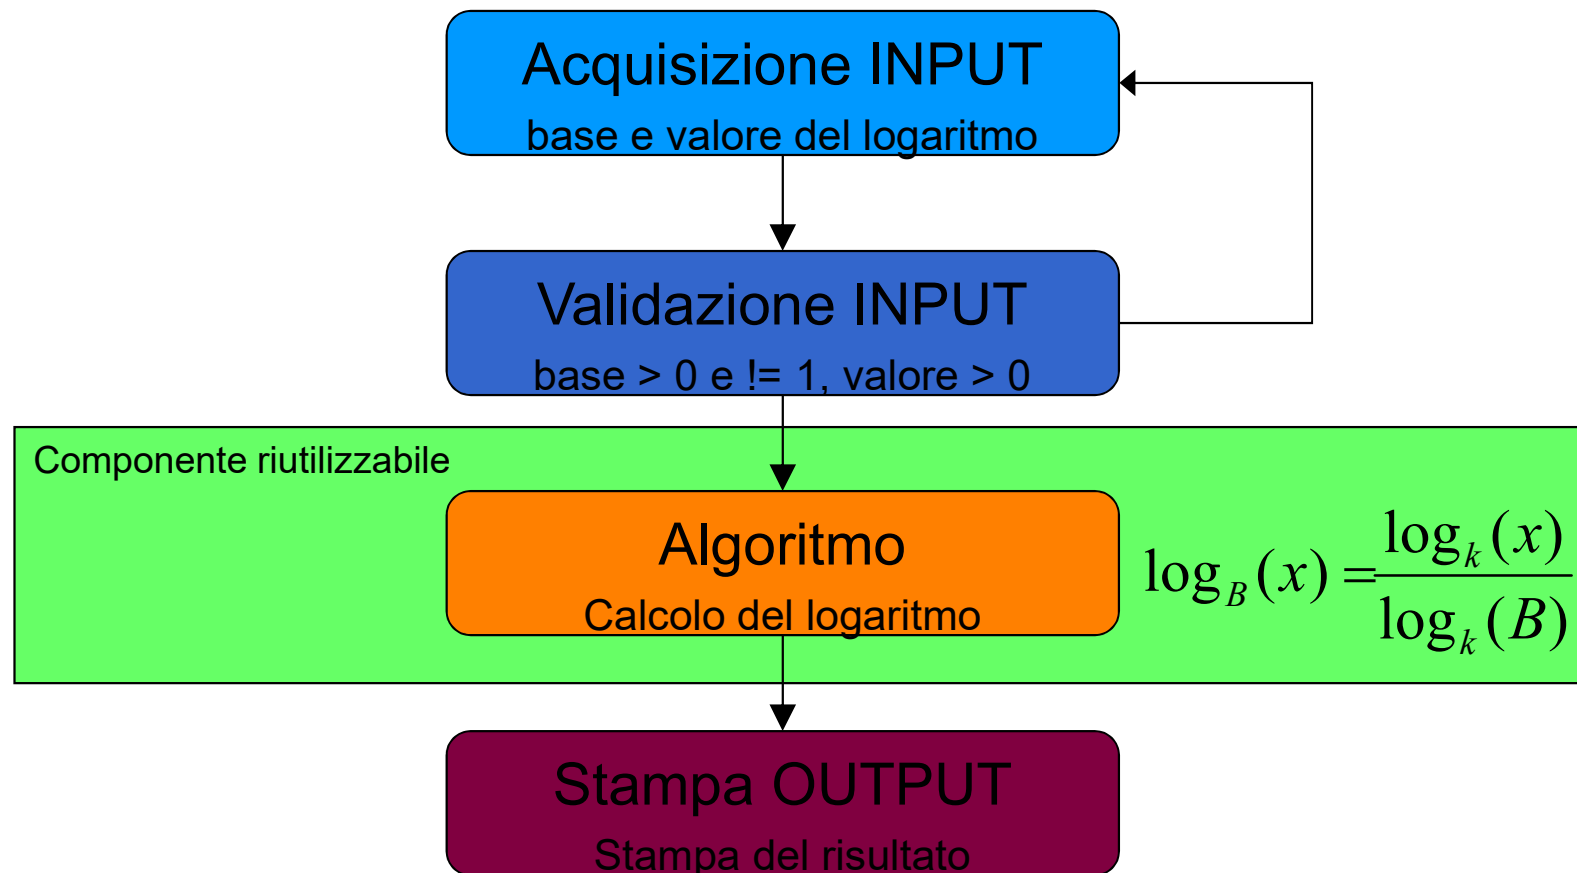 Acquisizione INPUT
base e valore del logaritmo
Validazione INPUT
base > 0 e != 1, valore > 0
Componente riutilizzabile
Algoritmo
Calcolo del logaritmo
log_B(x) = log_k(x) / log_k(B)
Stampa OUTPUT
Stampa del risultato